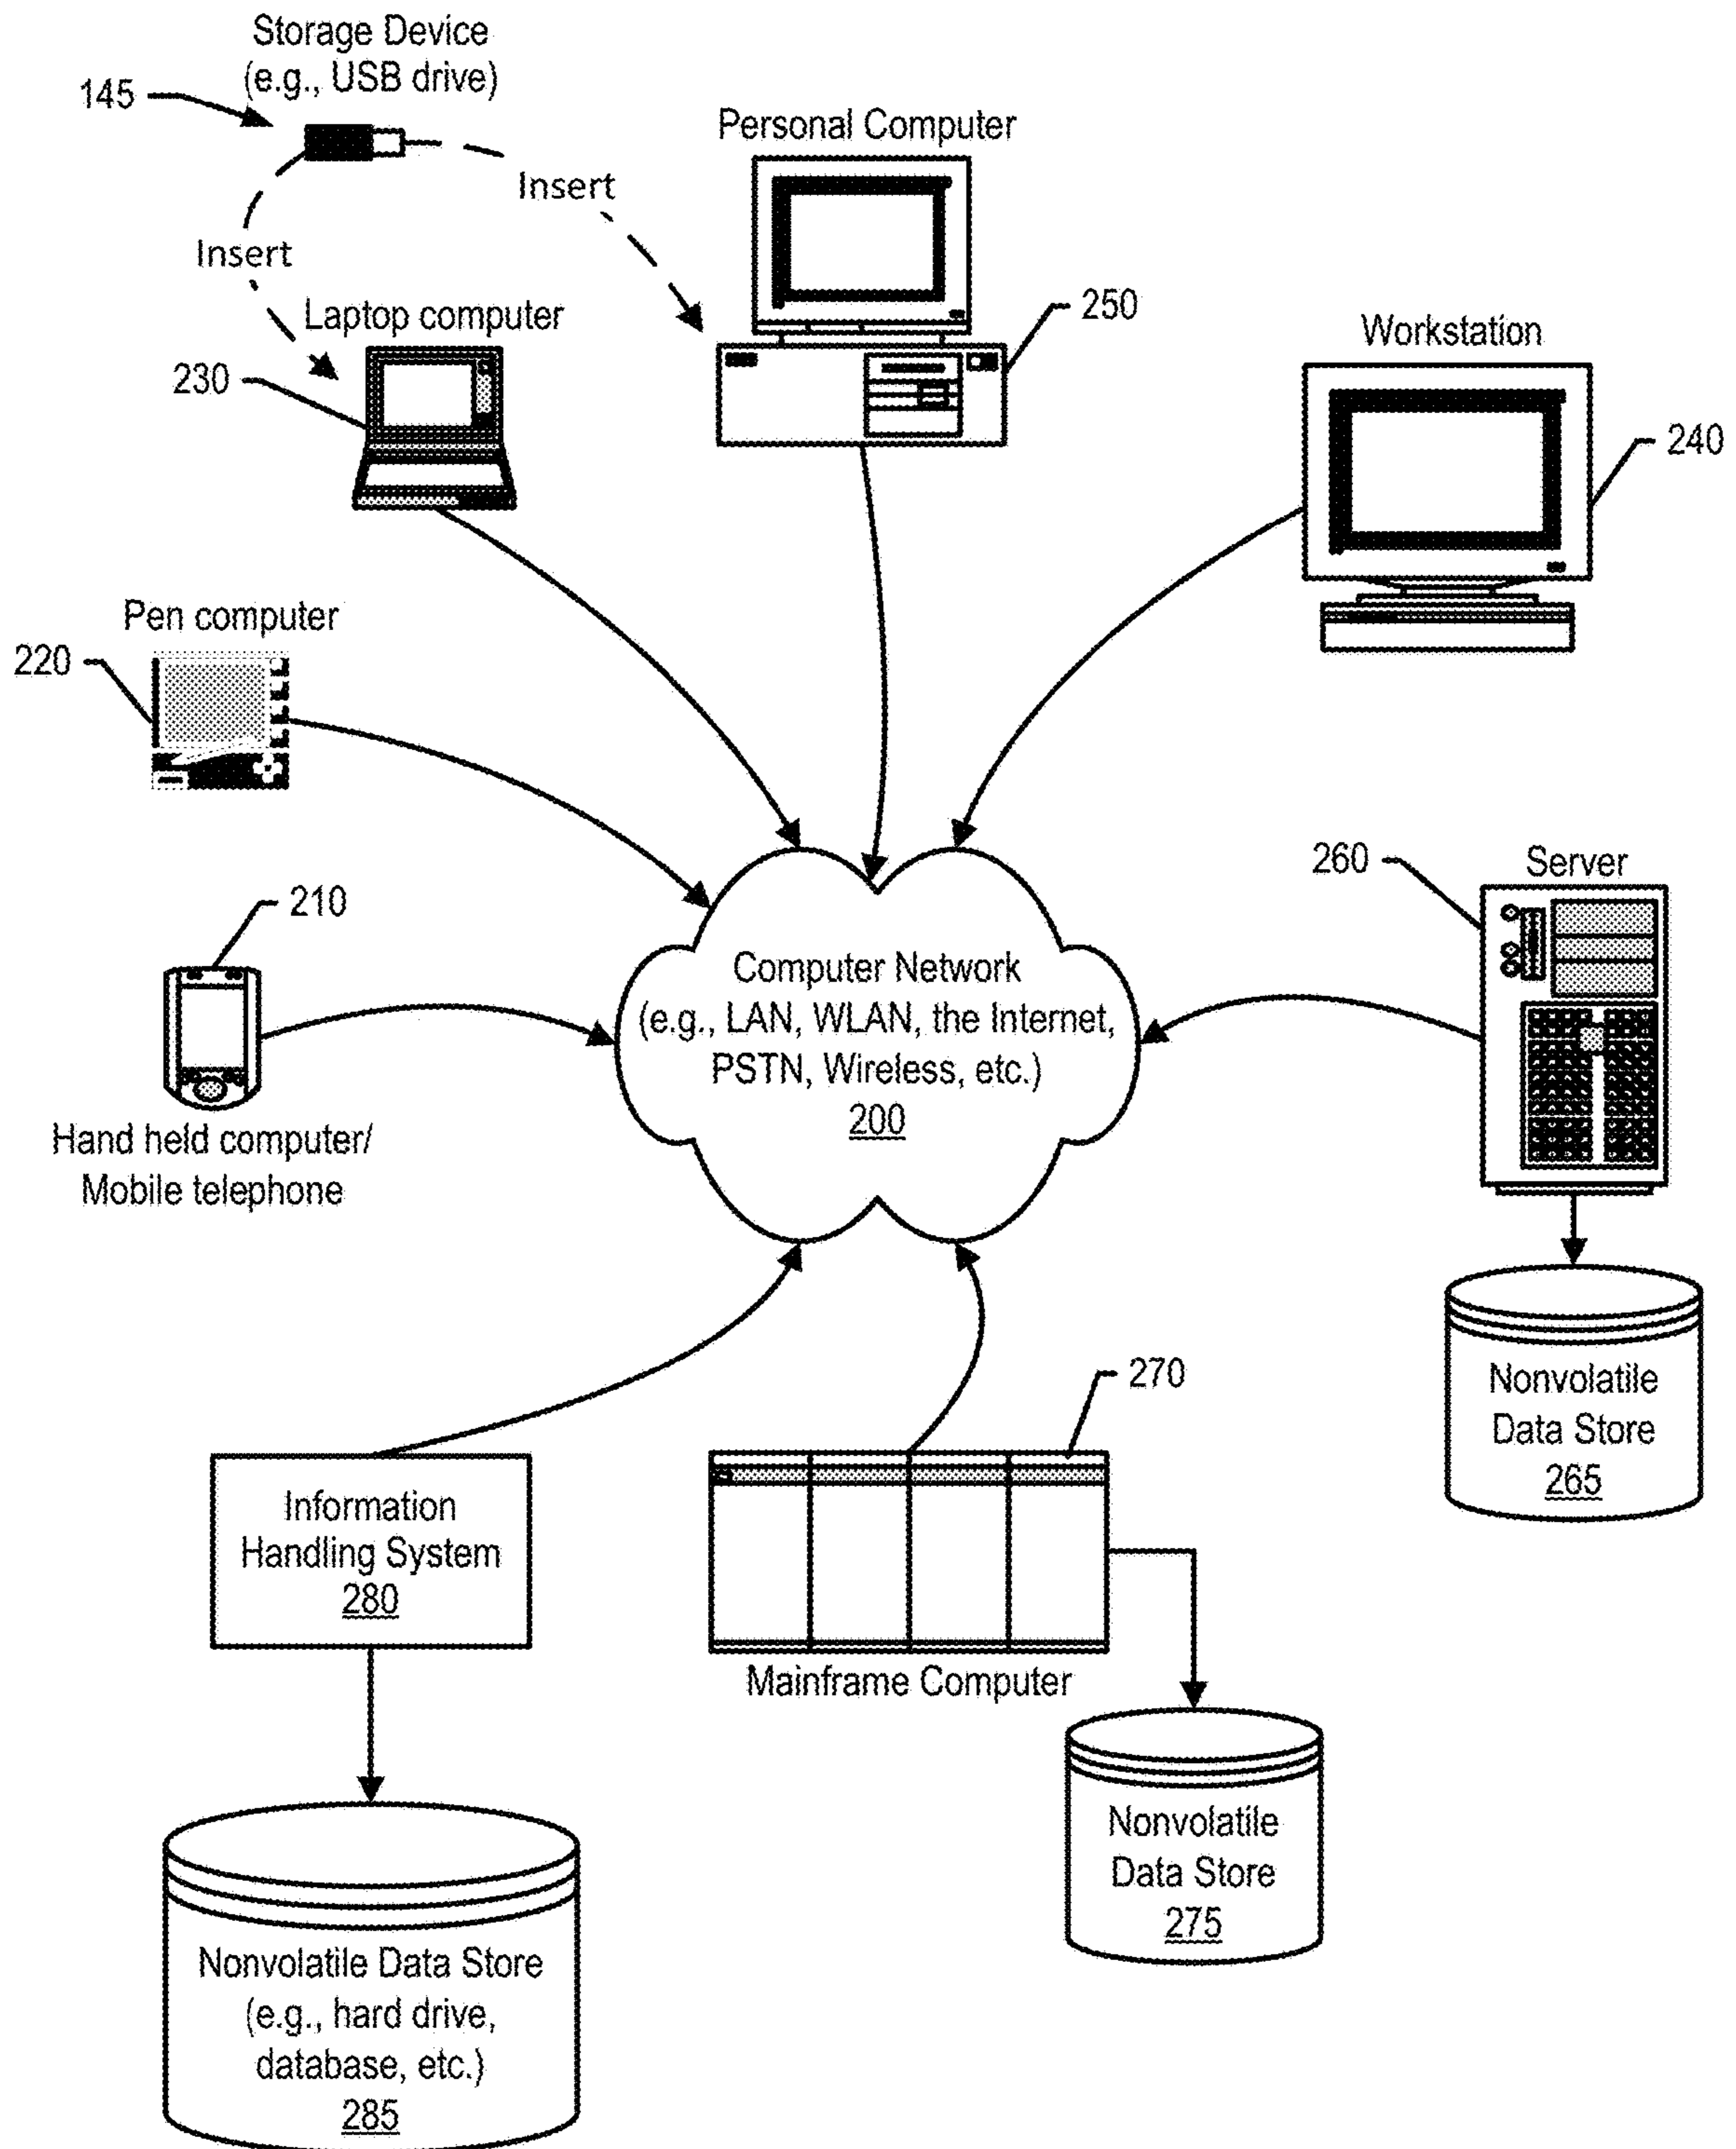 Storage Device
(e.g., USB drive)
145
Personal Computer
Insert
Insert
Laptop computer
250
Workstation
230
240
Pen computer
220
260
Server
210
Computer Network
(e.g., LAN, WLAN, the Internet,
PSTN, Wireless, etc.)
200
Hand held computer/
Mobile telephone
270
Nonvolatile
Data Store
265
Information
Handling System
280
Mainframe Computer
Nonvolatile
Data Store
275
Nonvolatile Data Store
(e.g., hard drive,
database, etc.)
285